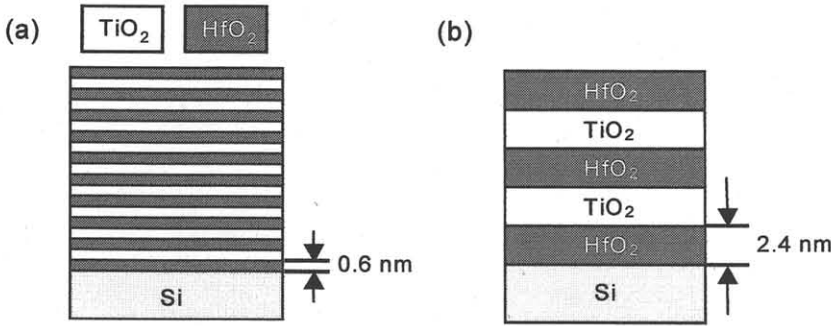 (a)
TiO2
HfO2
0.6 nm
Si
(b)
HfO2
TiO2
HfO2
TiO2
HfO2
2.4 nm
Si